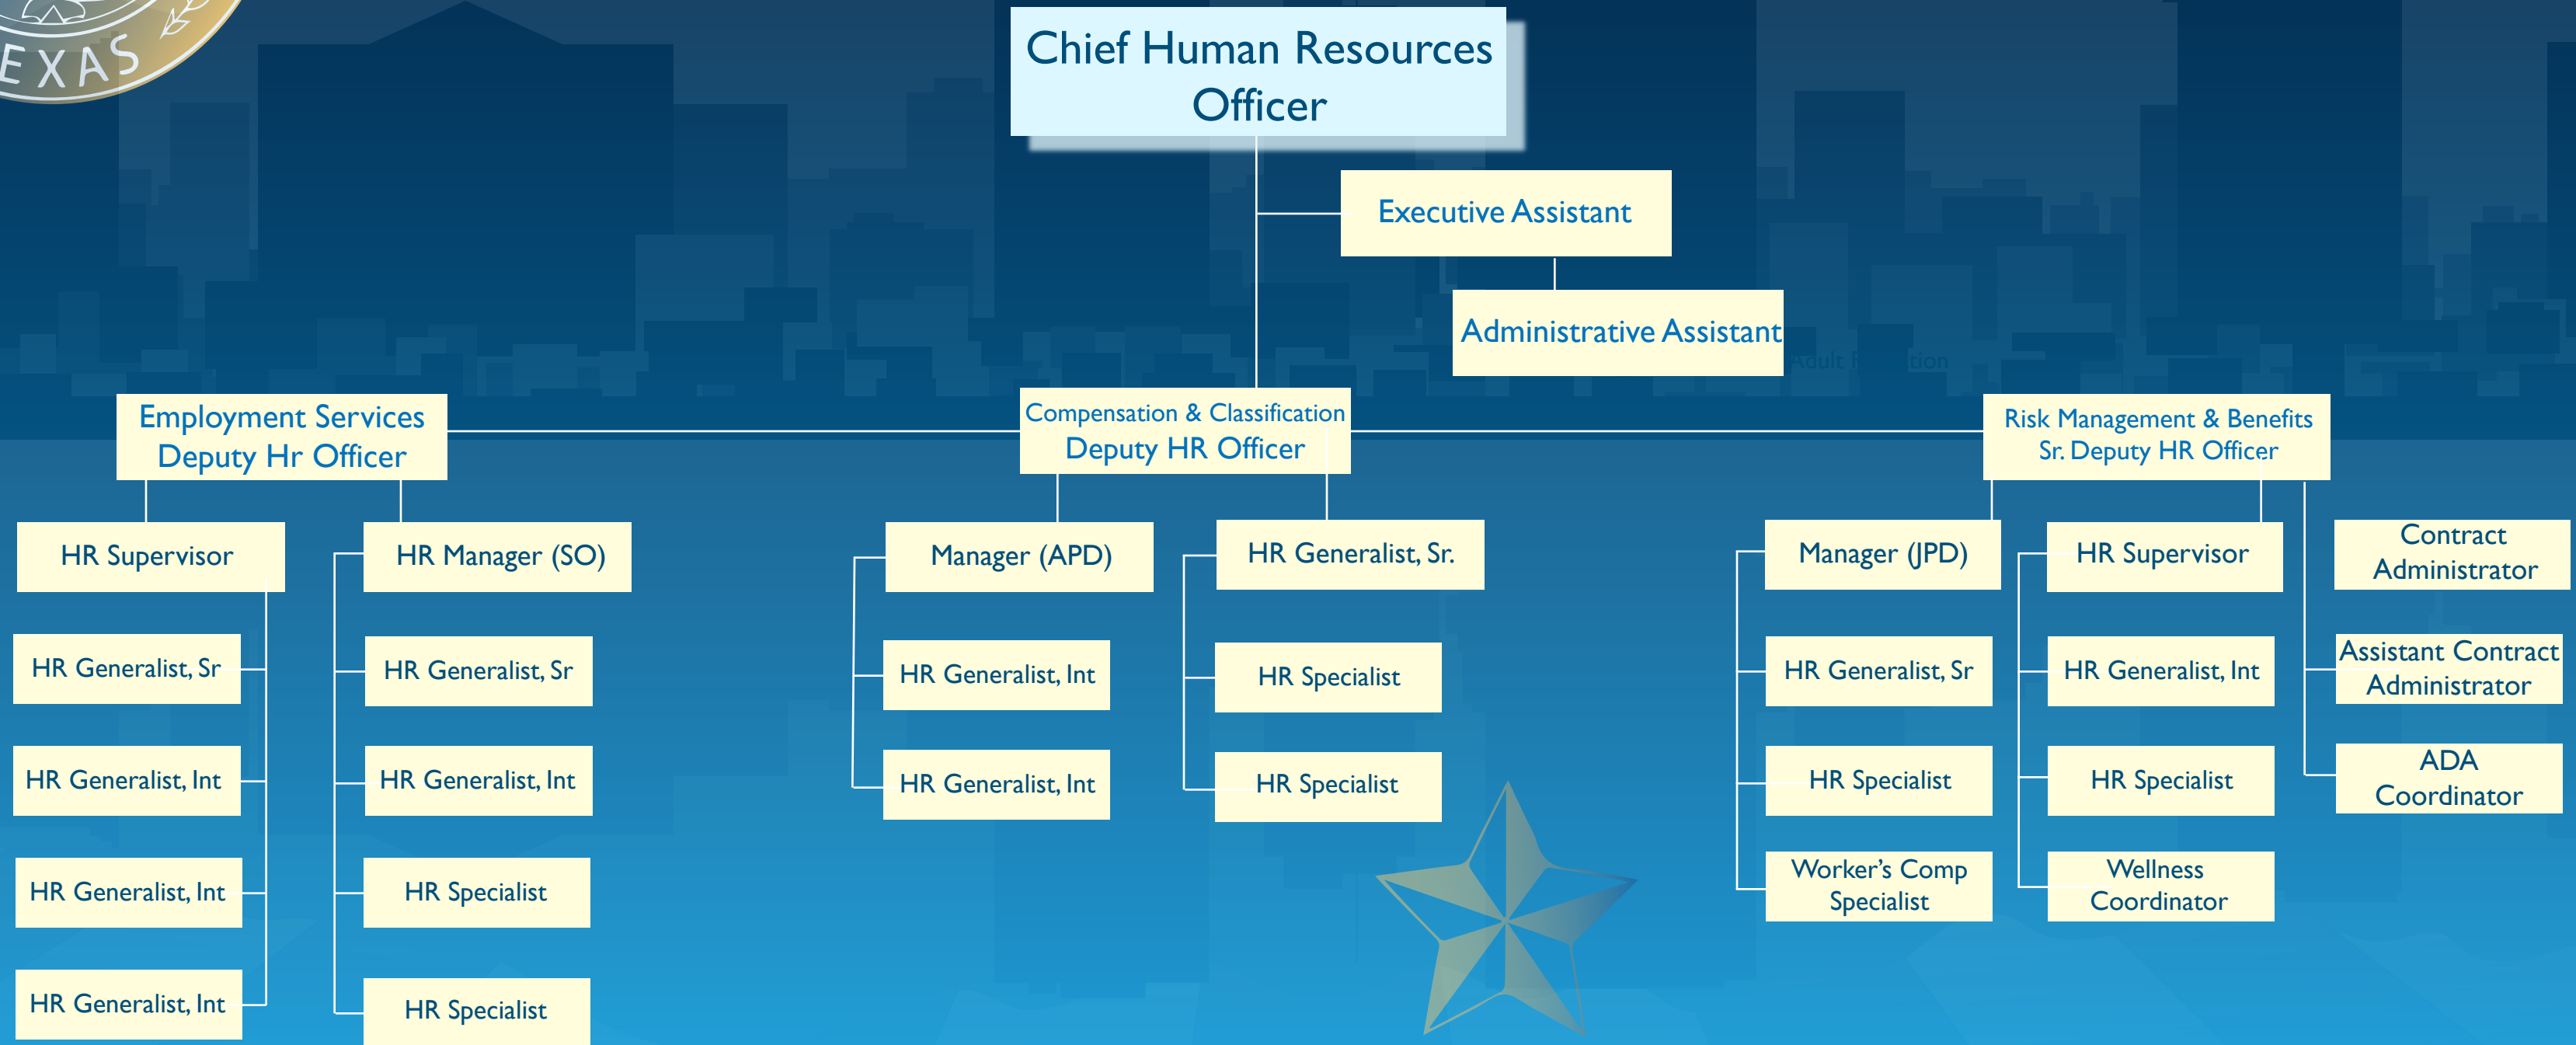 EXAS
Chief Human Resources
Officer
Executive Assistant
Administrative Assistant
Employment Services
Deputy Hr Officer
Compensation & Classification
Deputy HR Officer
Risk Management & Benefits
Sr. Deputy HR Officer
HR Supervisor
HR Manager (SO)
Manager (APD)
HR Generalist, Sr.
Manager (JPD)
HR Supervisor
Contract
Administrator
HR Generalist, Sr
HR Generalist, Sr
HR Generalist, Int
HR Specialist
HR Generalist, Sr
HR Generalist, Int
Assistant Contract
Administrator
HR Generalist, Int
HR Generalist, Int
HR Generalist, Int
HR Specialist
HR Specialist
HR Specialist
ADA
Coordinator
HR Generalist, Int
HR Specialist
Worker's Comp
Specialist
Wellness
Coordinator
HR Generalist, Int
HR Specialist